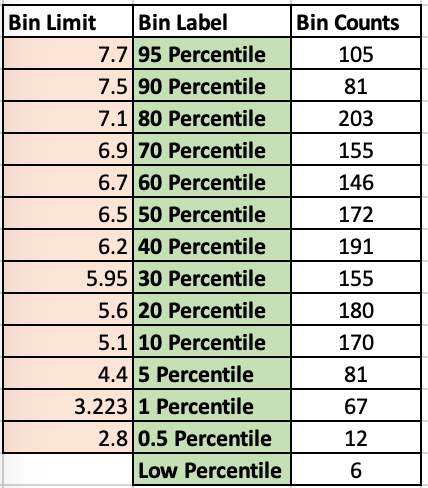 Bin Limit Bin Label Bin Counts
7.7 95 Percentile 105
7.5 90 Percentile 81
7.1 80 Percentile 203
6.9 70 Percentile 155
6.7 60 Percentile 146
6.5 50 Percentile 172
6.2 40 Percentile 191
5.95 30 Percentile 155
5.6 20 Percentile 180
5.1 10 Percentile 170
4.4 5 Percentile 81
3.223 1 Percentile 67
2.8 0.5 Percentile 12
Low Percentile 6